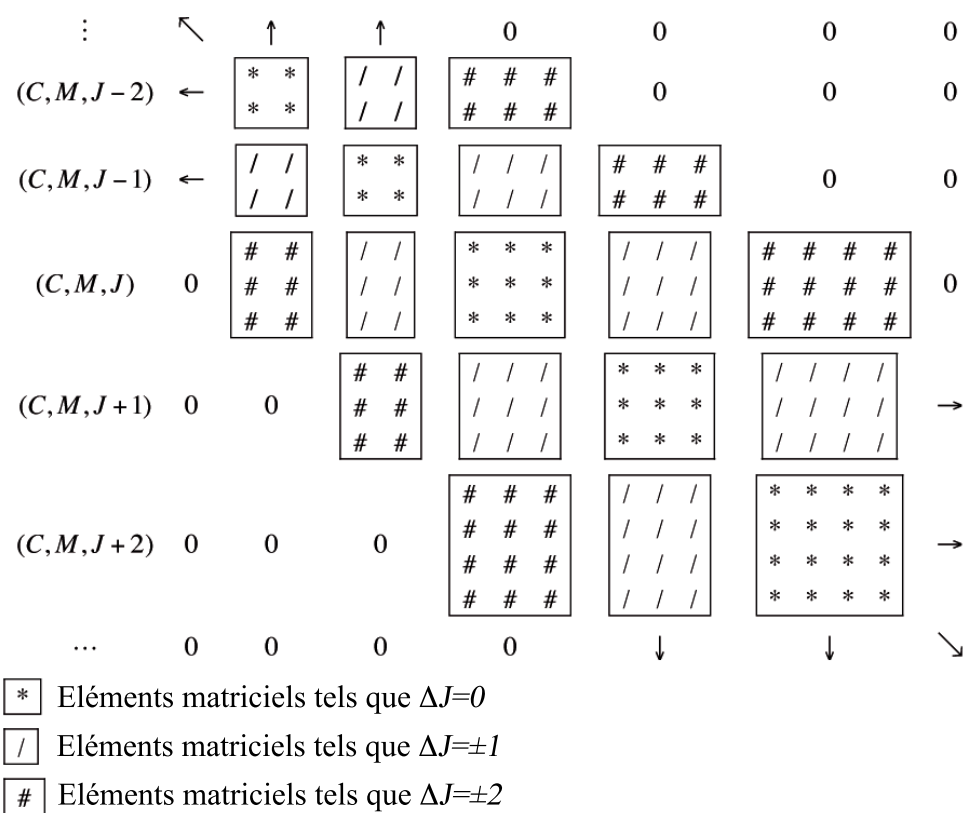 ⋮ ↖ ↑ ↑ 0 0 0 0
(C,M,J−2) ← * * / / # # # 0 0 0
* * / / # # #
(C,M,J−1) ← / / * * / / / # # # 0 0
/ / * * / / / # # #
# # / / * * * / / / # # # #
(C,M,J) 0 # # / / * * * / / / # # # # 0
# # / / * * * / / / # # # #
# # / / / * * * / / / /
(C,M,J+1) 0 0 # # / / / * * * / / / / →
# # / / / * * * / / / /
# # # / / / * * * *
# # # / / / * * * *
(C,M,J+2) 0 0 0 →
# # # / / / * * * *
# # # / / / * * * *
⋯ 0 0 0 0 ↓ ↓ ↘
* Eléments matriciels tels que ΔJ=0
/ Eléments matriciels tels que ΔJ=±1
# Eléments matriciels tels que ΔJ=±2